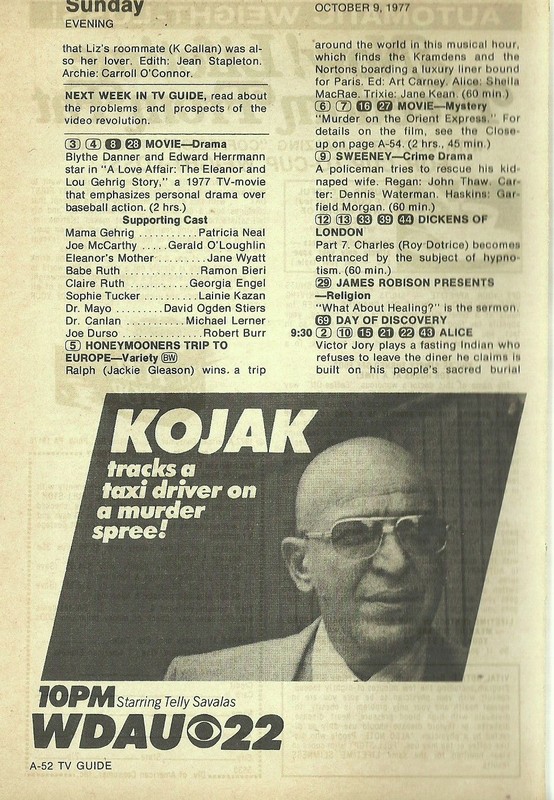 Sunday
EVENING
OCTOBER 9, 1977
that Liz's roommate (K Callan) was al-
so her lover. Edith: Jean Stapleton.
Archie: Carroll O'Connor.
NEXT WEEK IN TV GUIDE, read about
the problems and prospects of the
video revolution.
3 4 8 28 MOVIE—Drama
Blythe Danner and Edward Herrmann
star in "A Love Affair: The Eleanor and
Lou Gehrig Story," a 1977 TV-movie
that emphasizes personal drama over
baseball action. (2 hrs.)
Supporting Cast
Mama Gehrig ..........Patricia Neal
Joe McCarthy .....Gerald O'Loughlin
Eleanor's Mother .........Jane Wyatt
Babe Ruth ............Ramon Bieri
Claire Ruth ...........Georgia Engel
Sophie Tucker ..........Lainie Kazan
Dr. Mayo .......David Ogden Stiers
Dr. Canlan ...........Michael Lerner
Joe Durso ..............Robert Burr
5 HONEYMOONERS TRIP TO
EUROPE—Variety BW
Ralph (Jackie Gleason) wins a trip
around the world in this musical hour,
which finds the Kramdens and the
Nortons boarding a luxury liner bound
for Paris. Ed: Art Carney. Alice: Sheila
MacRae. Trixie: Jane Kean. (60 min.)
6 7 16 27 MOVIE—Mystery
"Murder on the Orient Express." For
details on the film, see the Close-
up on page A-54. (2 hrs., 45 min.)
9 SWEENEY—Crime Drama
A policeman tries to rescue his kid-
naped wife. Regan: John Thaw. Car-
ter: Dennis Waterman. Haskins: Gar-
field Morgan. (60 min.)
12 13 33 39 44 DICKENS OF
LONDON
Part 7. Charles (Roy Dotrice) becomes
entranced by the subject of hypno-
tism. (60 min.)
29 JAMES ROBISON PRESENTS
—Religion
"What About Healing?" is the sermon.
69 DAY OF DISCOVERY
9:30 2 10 15 21 22 43 ALICE
Victor Jory plays a fasting Indian who
refuses to leave the diner he claims is
built on his people's sacred burial
KOJAK
tracks a
taxi driver on
a murder
spree!
10PM Starring Telly Savalas
WDAU 22
A-52 TV GUIDE